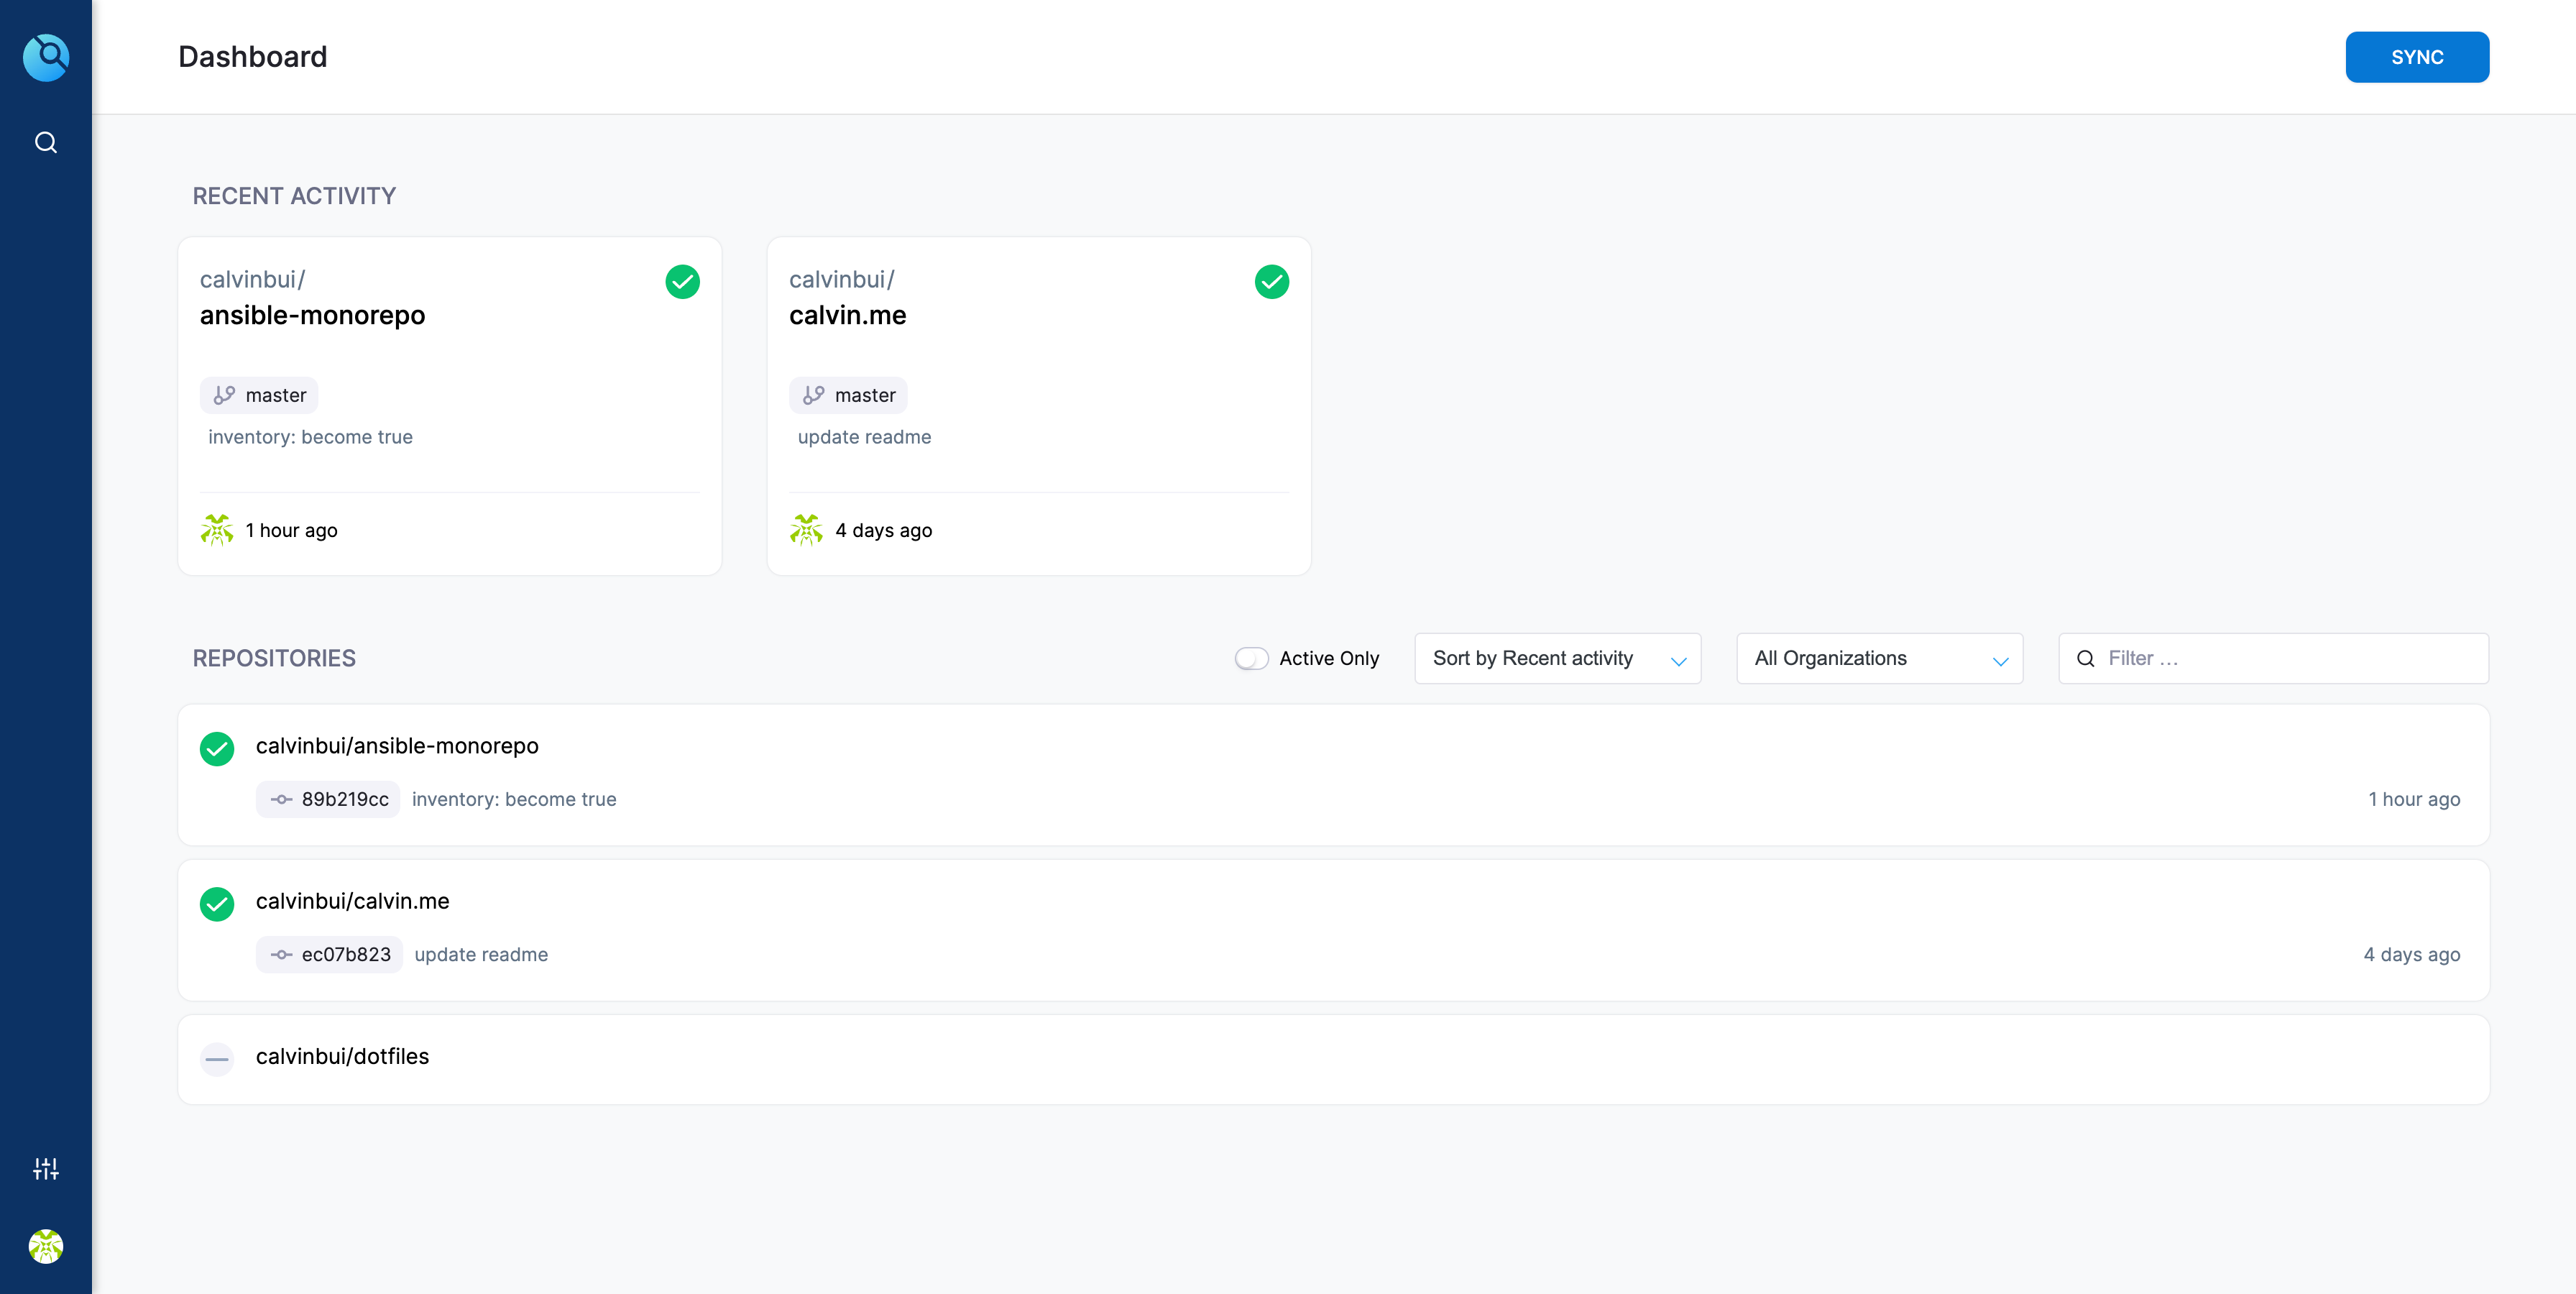 Dashboard
SYNC
RECENT ACTIVITY
calvinbui/
ansible-monorepo
master
inventory: become true
1 hour ago
calvinbui/
calvin.me
master
update readme
4 days ago
REPOSITORIES
Active Only
Sort by Recent activity
All Organizations
Filter ...
calvinbui/ansible-monorepo
89b219cc inventory: become true
1 hour ago
calvinbui/calvin.me
ec07b823 update readme
4 days ago
calvinbui/dotfiles